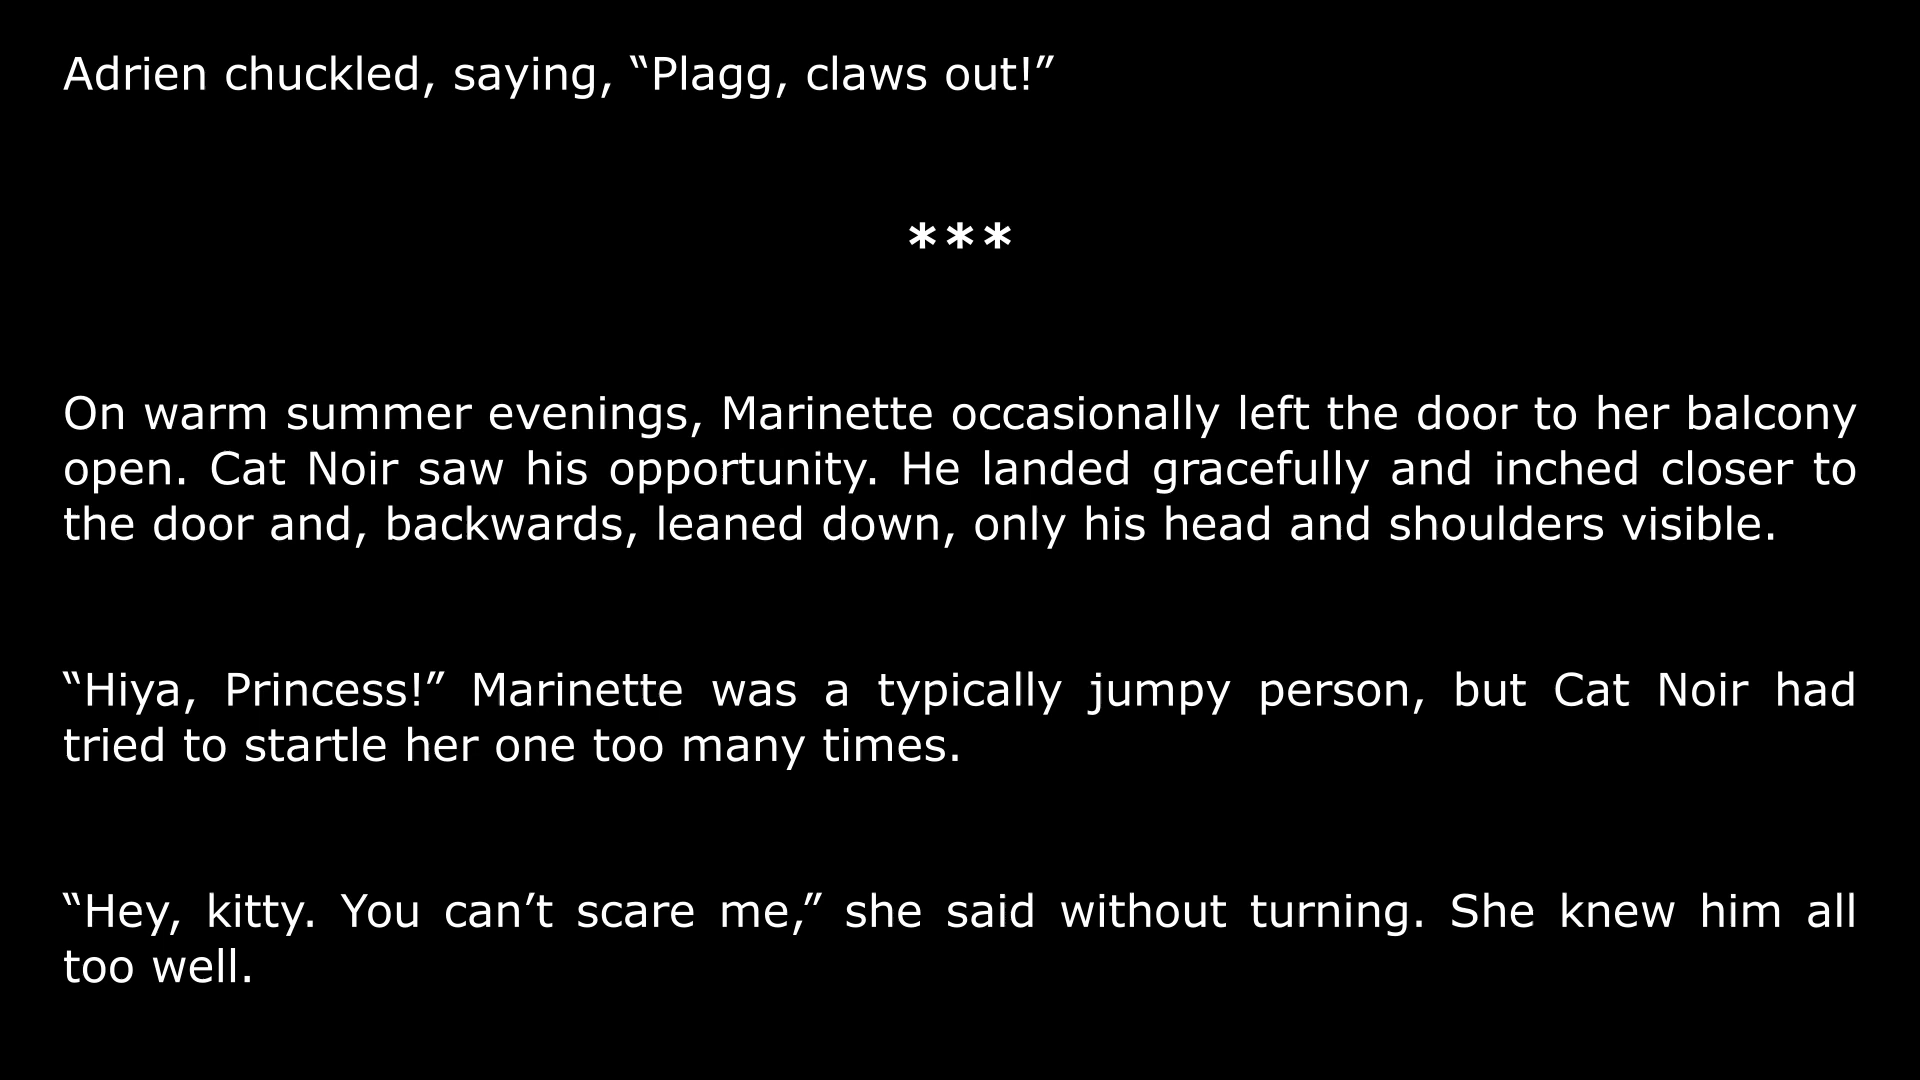 Adrien chuckled, saying, “Plagg, claws out!”
***
On warm summer evenings, Marinette occasionally left the door to her balcony
open. Cat Noir saw his opportunity. He landed gracefully and inched closer to
the door and, backwards, leaned down, only his head and shoulders visible.
“Hiya, Princess!” Marinette was a typically jumpy person, but Cat Noir had
tried to startle her one too many times.
“Hey, kitty. You can’t scare me,” she said without turning. She knew him all
too well.